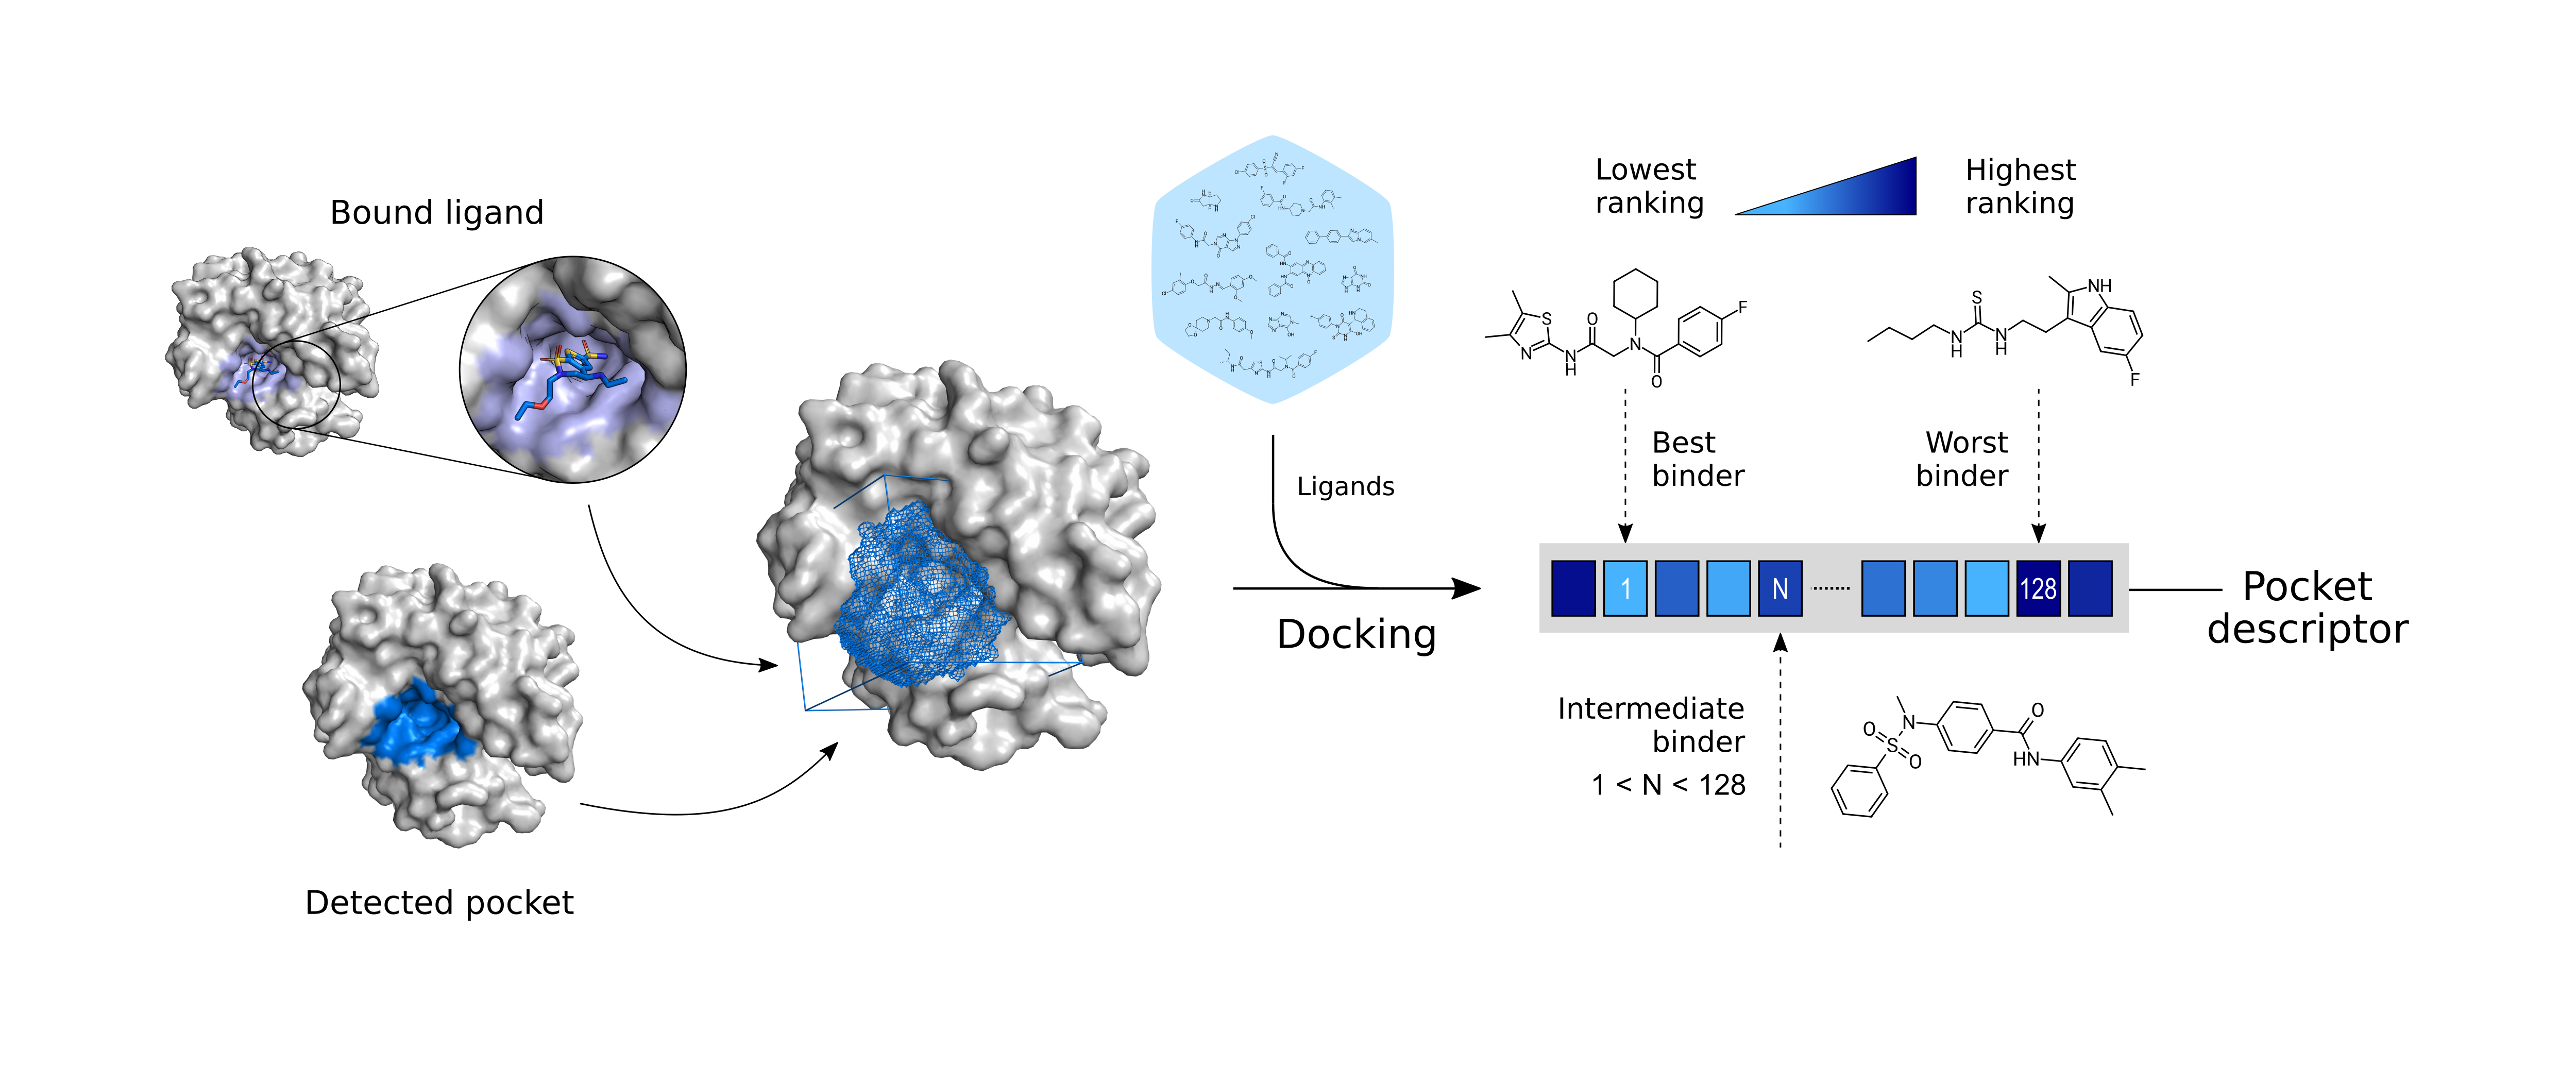 Bound ligand
Detected pocket
Ligands
Docking
Lowest
ranking
Highest
ranking
S
N
N
H
O
N
O
F
S
N
H
N
H
NH
F
Best
binder
Worst
binder
1
N
128
Pocket
descriptor
Intermediate
binder
1 < N < 128
O
S
O
N
O
HN